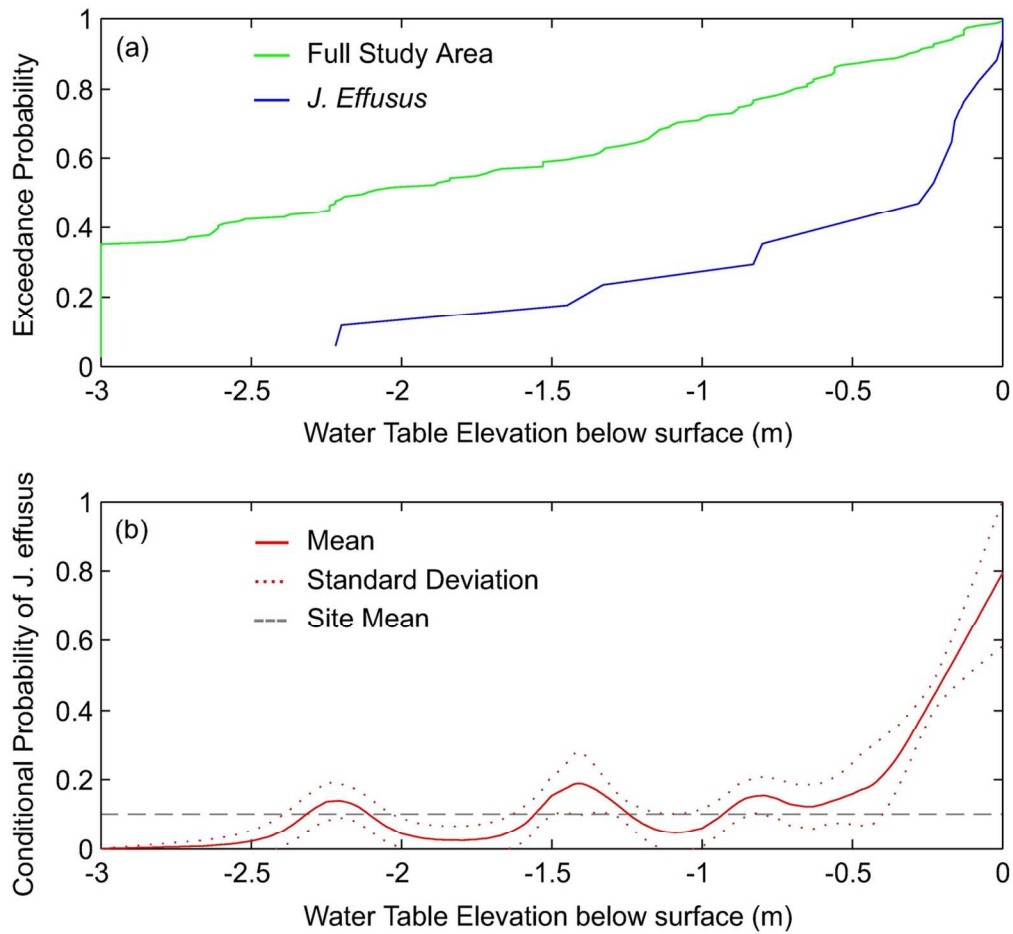 (a)
Full Study Area
J. Effusus
Exceedance Probability
1
0.8
0.6
0.4
0.2
0
-3 -2.5 -2 -1.5 -1 -0.5 0
Water Table Elevation below surface (m)
(b)
Mean
Standard Deviation
Site Mean
Conditional Probability of J. effusus
1
0.8
0.6
0.4
0.2
0
-3 -2.5 -2 -1.5 -1 -0.5 0
Water Table Elevation below surface (m)